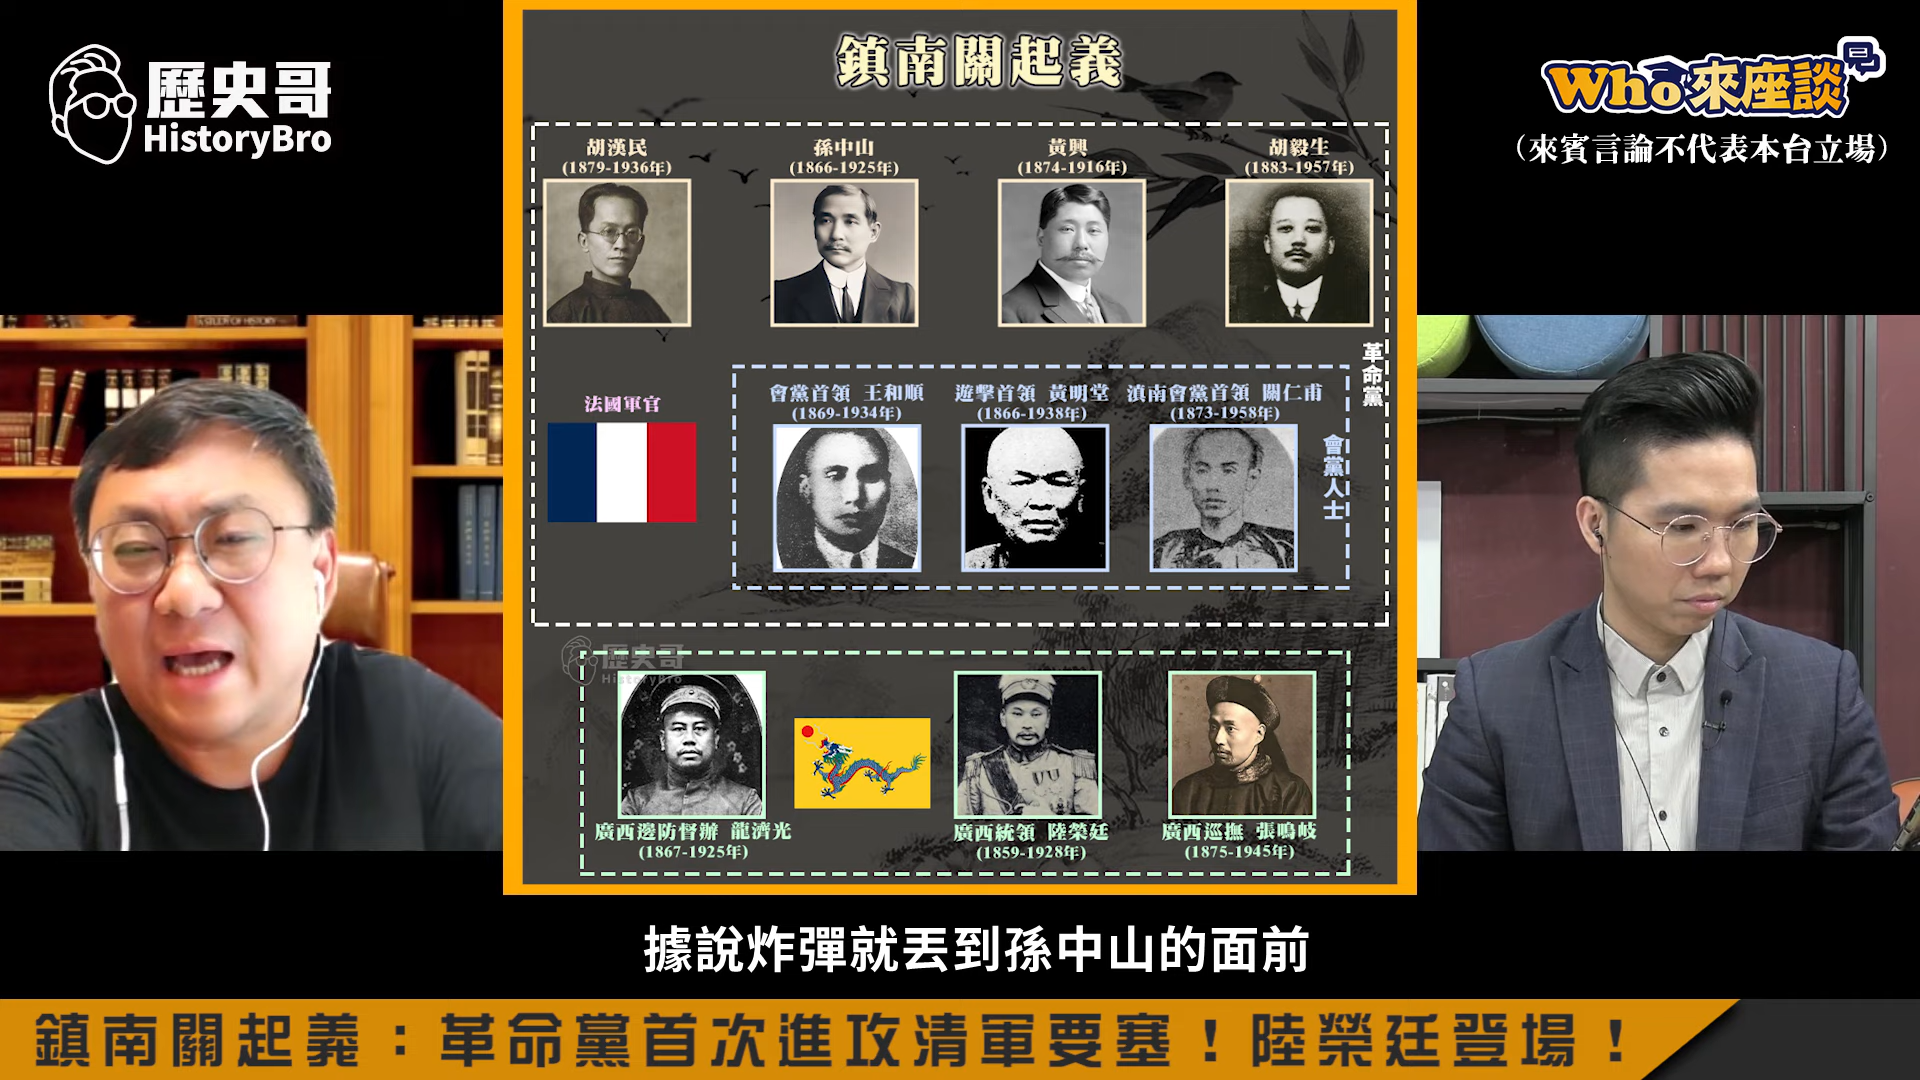 歷史哥
HistoryBro
Who來座談
(來賓言論不代表本台立場)
鎮南關起義
胡漢民
(1879-1936年)
孫中山
(1866-1925年)
黃興
(1874-1916年)
胡毅生
(1883-1957年)
革命黨
法國軍官
會黨首領 王和順
(1869-1934年)
遊擊首領 黃明堂
(1866-1938年)
滇南會黨首領 關仁甫
(1873-1958年)
會黨人士
歷史哥
HistoryBro
廣西邊防督辦 龍濟光
(1867-1925年)
廣西統領 陸榮廷
(1859-1928年)
廣西巡撫 張鳴岐
(1875-1945年)
A STUDY OF HISTORY
據說炸彈就丟到孫中山的面前
鎮南關起義：革命黨首次進攻清軍要塞！陸榮廷登場！